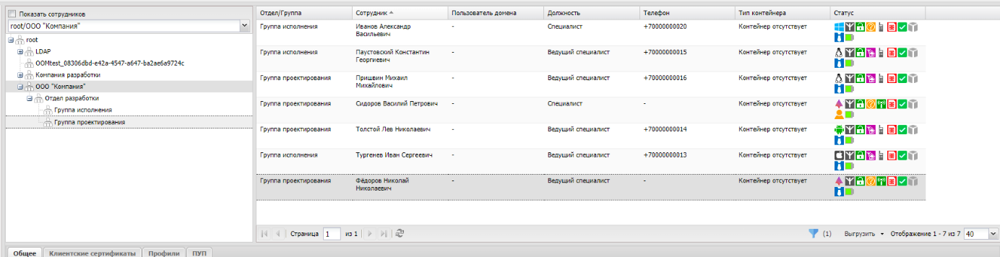 Показать сотрудников
root/ООО "Компания"
root
LDAP
OOMtest_08306dbd-e42a-4547-a647-ba2ae6a9724c
Компания разработки
ООО "Компания"
Отдел разработки
Группа исполнения
Группа проектирования
Отдел/Группа Сотрудник Пользователь домена Должность Телефон Тип контейнера Статус
Группа исполнения Иванов Александр - Специалист +70000000020 Контейнер отсутствует
Васильевич
Группа исполнения Паустовский Константин - Ведущий специалист +70000000015 Контейнер отсутствует
Георгиевич
Группа проектирования Пришвин Михаил - Ведущий специалист +70000000016 Контейнер отсутствует
Михайлович
Группа проектирования Сидоров Василий Петрович - Специалист - Контейнер отсутствует
Группа проектирования Толстой Лев Николаевич - Ведущий специалист +70000000014 Контейнер отсутствует
Группа исполнения Тургенев Иван Сергеевич - Ведущий специалист +70000000013 Контейнер отсутствует
Группа проектирования Фёдоров Николай - Ведущий специалист - Контейнер отсутствует
Николаевич
Страница 1 из 1 (1) Выгрузить Отображение 1 - 7 из 7 40
Общее Клиентские сертификаты Профили ПУП